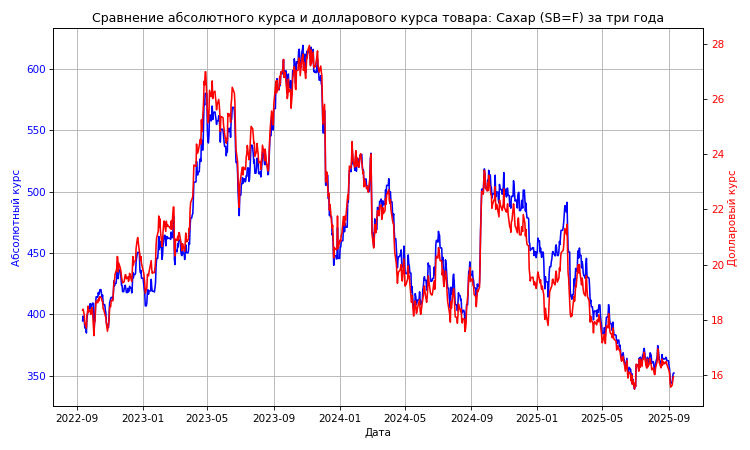 Сравнение абсолютного курса и долларового курса товара: Сахар (SB=F) за три года
Абсолютный курс
600
550
500
450
400
350
28
26
24
22
20
18
16
Долларовый курс
2022-09 2023-01 2023-05 2023-09 2024-01 2024-05 2024-09 2025-01 2025-05 2025-09
Дата